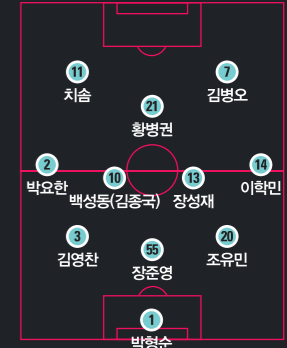 11 7
치솜 김병오
21
황병권
2 10 13 14
박요한 백성동(김종국) 장성재 이학민
3 55 20
김영찬 장준영 조유민
1
박형순